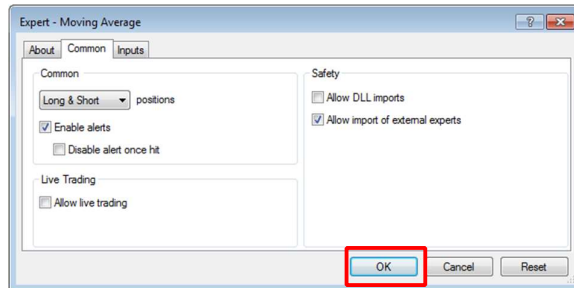 Expert - Moving Average
About Common Inputs
Common
Long & Short positions
Enable alerts
Disable alert once hit
Live Trading
Allow live trading
Safety
Allow DLL imports
Allow import of external experts
OK Cancel Reset